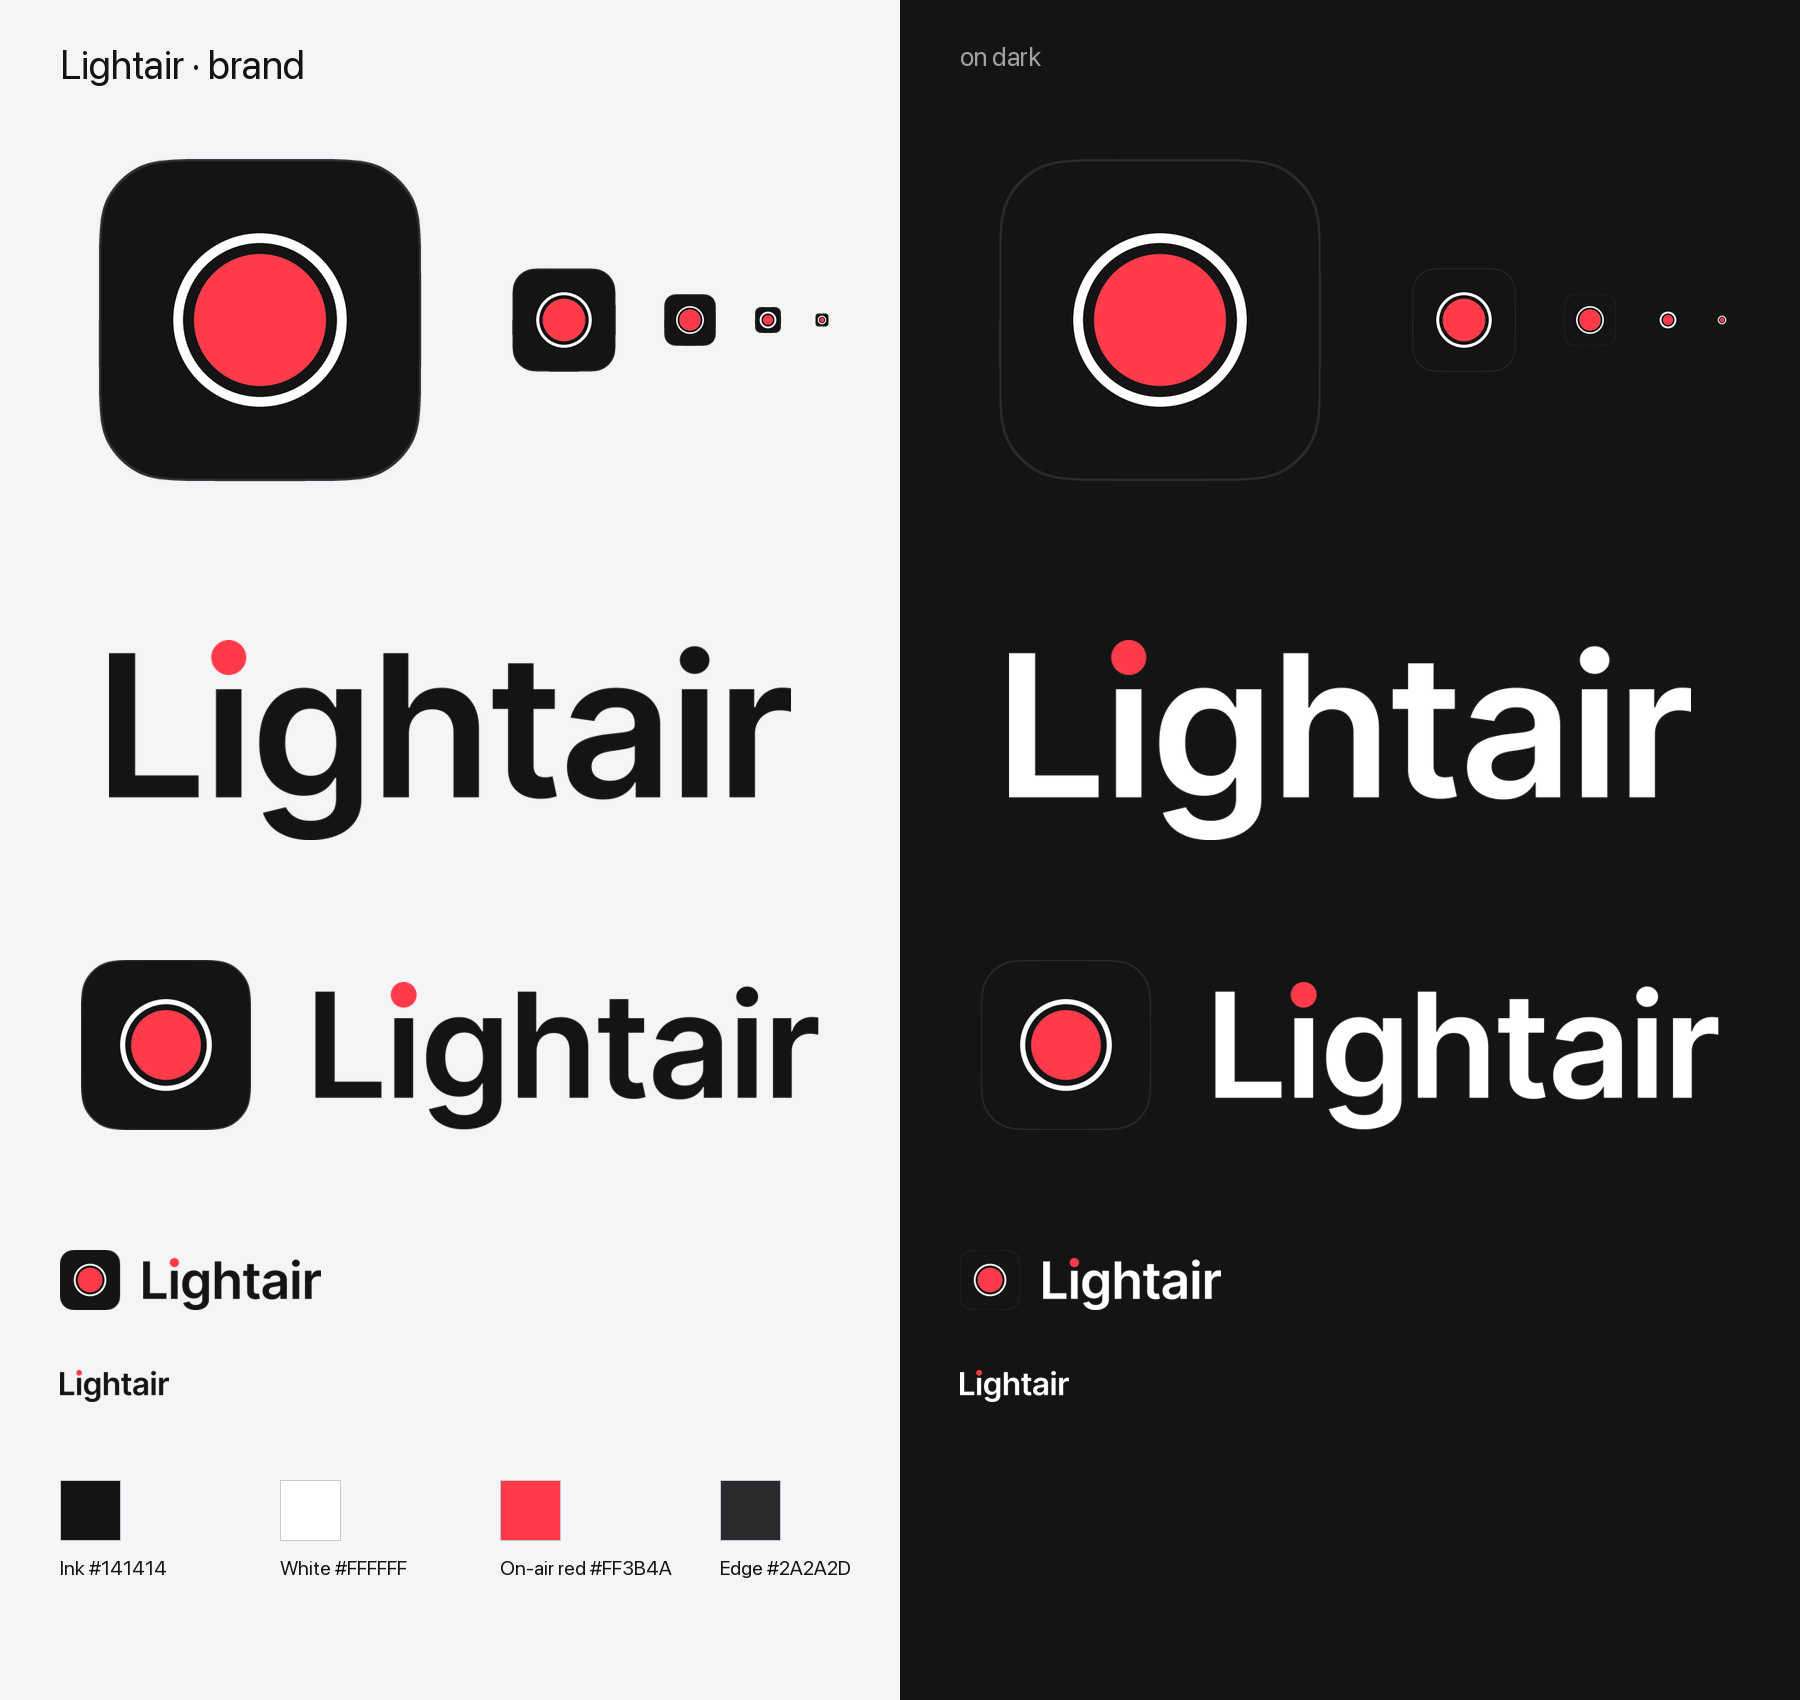 Lightair · brand
on dark
Lightair
Lightair
Lightair
Lightair
Lightair
Lightair
Lightair
Lightair
Ink #141414
White #FFFFFF
On-air red #FF3B4A
Edge #2A2A2D